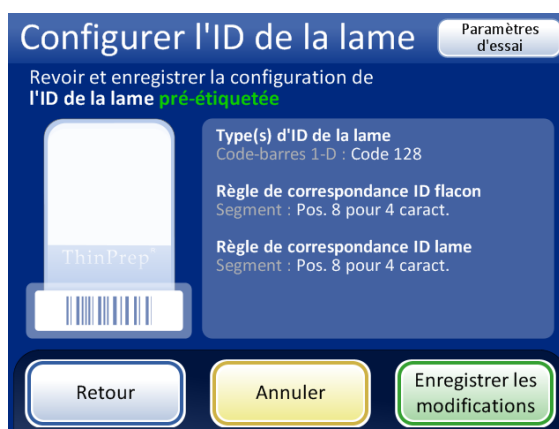 Configurer l'ID de la lame
Paramètres
d'essai
Revoir et enregistrer la configuration de
l'ID de la lame pré-étiquetée
Type(s) d'ID de la lame
Code-barres 1-D : Code 128
Règle de correspondance ID flacon
Segment : Pos. 8 pour 4 caract.
Règle de correspondance ID lame
Segment : Pos. 8 pour 4 caract.
ThinPrep®
Retour
Annuler
Enregistrer les
modifications